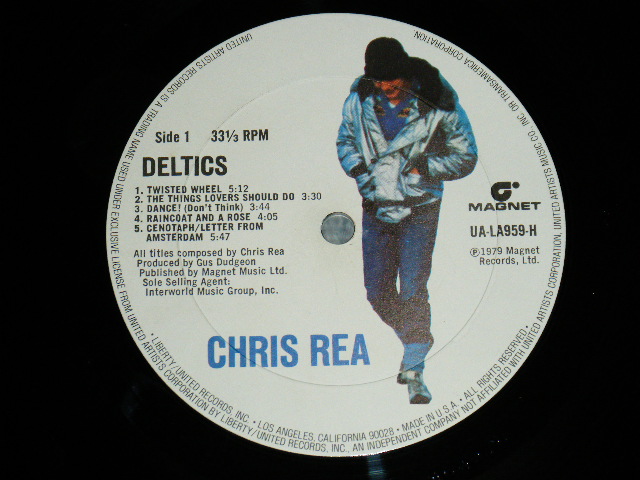 Side 1 33⅓ RPM
DELTICS
1. TWISTED WHEEL 5:12
2. THE THINGS LOVERS SHOULD DO 3:30
3. DANCE! (Don't Think) 3:44
4. RAINCOAT AND A ROSE 4:05
5. CENOTAPH/LETTER FROM
AMSTERDAM 5:47
All titles composed by Chris Rea
Produced by Gus Dudgeon
Published by Magnet Music Ltd.
Sole Selling Agent:
Interworld Music Group, Inc.
MAGNET
UA-LA959-H
℗1979 Magnet
Records, Ltd.
CHRIS REA
• LIBERTY/UNITED RECORDS, INC. • LOS ANGELES, CALIFORNIA 90028 • MADE IN U.S.A. • ALL RIGHTS RESERVED •
UNITED ARTISTS RECORDS IS A TRADING NAME USED UNDER EXCLUSIVE LICENSE FROM UNITED ARTISTS CORPORATION BY LIBERTY/UNITED RECORDS, INC., AN INDEPENDENT COMPANY NOT AFFILIATED WITH UNITED ARTISTS CORPORATION, UNITED ARTISTS MUSIC CO., INC. OR TRANSAMERICA CORPORATION.